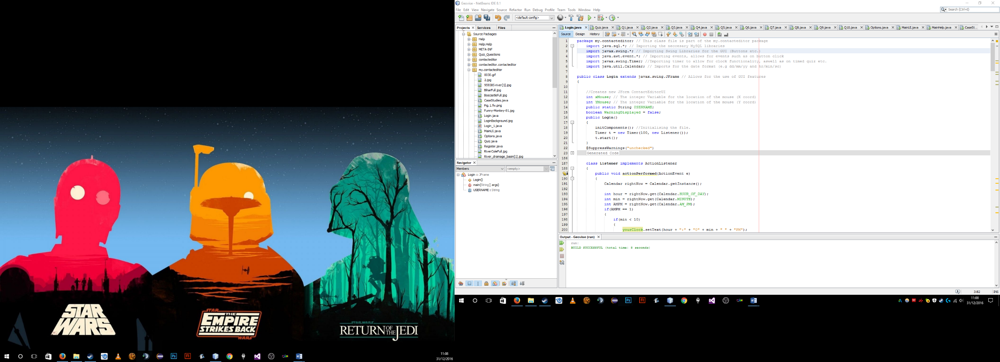 STAR
WARS
STAR
THE
EMPIRE
STRIKES BACK
WARS
STAR WARS
RETURN OF THE JEDI
11:08
31/12/2016
Geovise - NetBeans IDE 8.1
File Edit View Navigate Source Refactor Run Debug Profile Team Tools Window Help
Search (Ctrl+I)
<default config>
Projects Services Files
Source Packages
Help
Help.Help
META-INF
Quiz_Questions
contacteditor
contacteditor.contacteditor
my.contacteditor
0030.gif
2.jpg
959385-river[1].jpg
BiharFull.jpg
BoscastleFull.jpg
CaseStudies.java
Fig.1.fw.png
Funny-Monkey-81.jpg
Login.java
LoginBackground.jpg
Login_1.java
MainUI.java
Options.java
Quiz.java
Register.java
RiverColeFull.jpg
River_drainage_basin[1].jpg
Navigator
Members <empty>
Login :: JFrame
Login()
main(String[] args)
USERNAME : String
Login.java Quiz.java Q1.java Q2.java Q3.java Q4.java Q5.java Q6.java Q7.java Q8.java Q9.java Q10.java Options.java MainUI.java MainHelp.java CaseSt...
Source Design History
1 package my.contacteditor; // This class file is part of the my.contacteditor package
2 import java.sql.*; // Importing the neccesary MySQL libraries
3 import javax.swing.*; // Importing Swing Libraries for the GUI (Buttons etc.)
4 import java.awt.event.*; // Importing events, allows for events such as on button click
5 import javax.swing.Timer; //Importing timer to allow for clock functionality, aswell as on timed quiz etc.
6 import java.util.Calendar; // Imports for the date format (e.g dd/mm/yy and hr/min/sc)
7
8 public class Login extends javax.swing.JFrame // Allows for the use of GUI features
9 {
10
11 //Creates new JForm ContactEditorUI
12 int xMouse; // The integer Variable for the location of the mouse (X coord)
13 int YMouse; // The integer Variable for the location of the mouse (Y coord)
14 public static String USERNAME;
15 boolean WarningDisplayed = false;
16 public Login()
17 {
18 initComponents(); //Initialising the file.
19 Timer t = new Timer(100, new Listener());
20 t.start();
21 }
22 @SuppressWarnings("unchecked")
23 Generated Code
186
187 class Listener implements ActionListener
188 {
public void actionPerformed(ActionEvent e)
190 {
191 Calendar rightNow = Calendar.getInstance();
192
193 int hour = rightNow.get(Calendar.HOUR_OF_DAY);
194 int min = rightNow.get(Calendar.MINUTE);
195 int AMPM = rightNow.get(Calendar.AM_PM);
196 if(AMPM == 1)
197 {
198 if(min < 10)
199 {
200 yourClock.setText(hour + ":" + "0" + min + " " + "PM");
Output - Geovise (run)
run:
BUILD SUCCESSFUL (total time: 8 seconds)
3:82 INS
11:08
31/12/2016